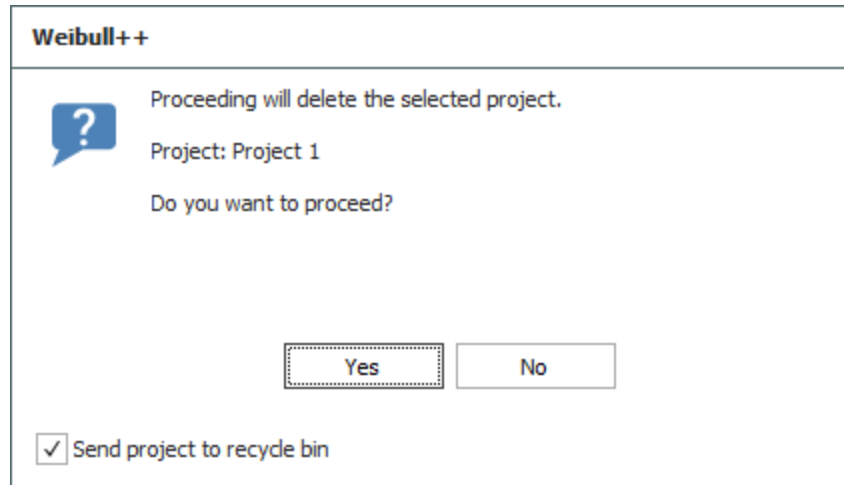 Weibull++
Proceeding will delete the selected project.
Project: Project 1
Do you want to proceed?
Yes
No
Send project to recycle bin